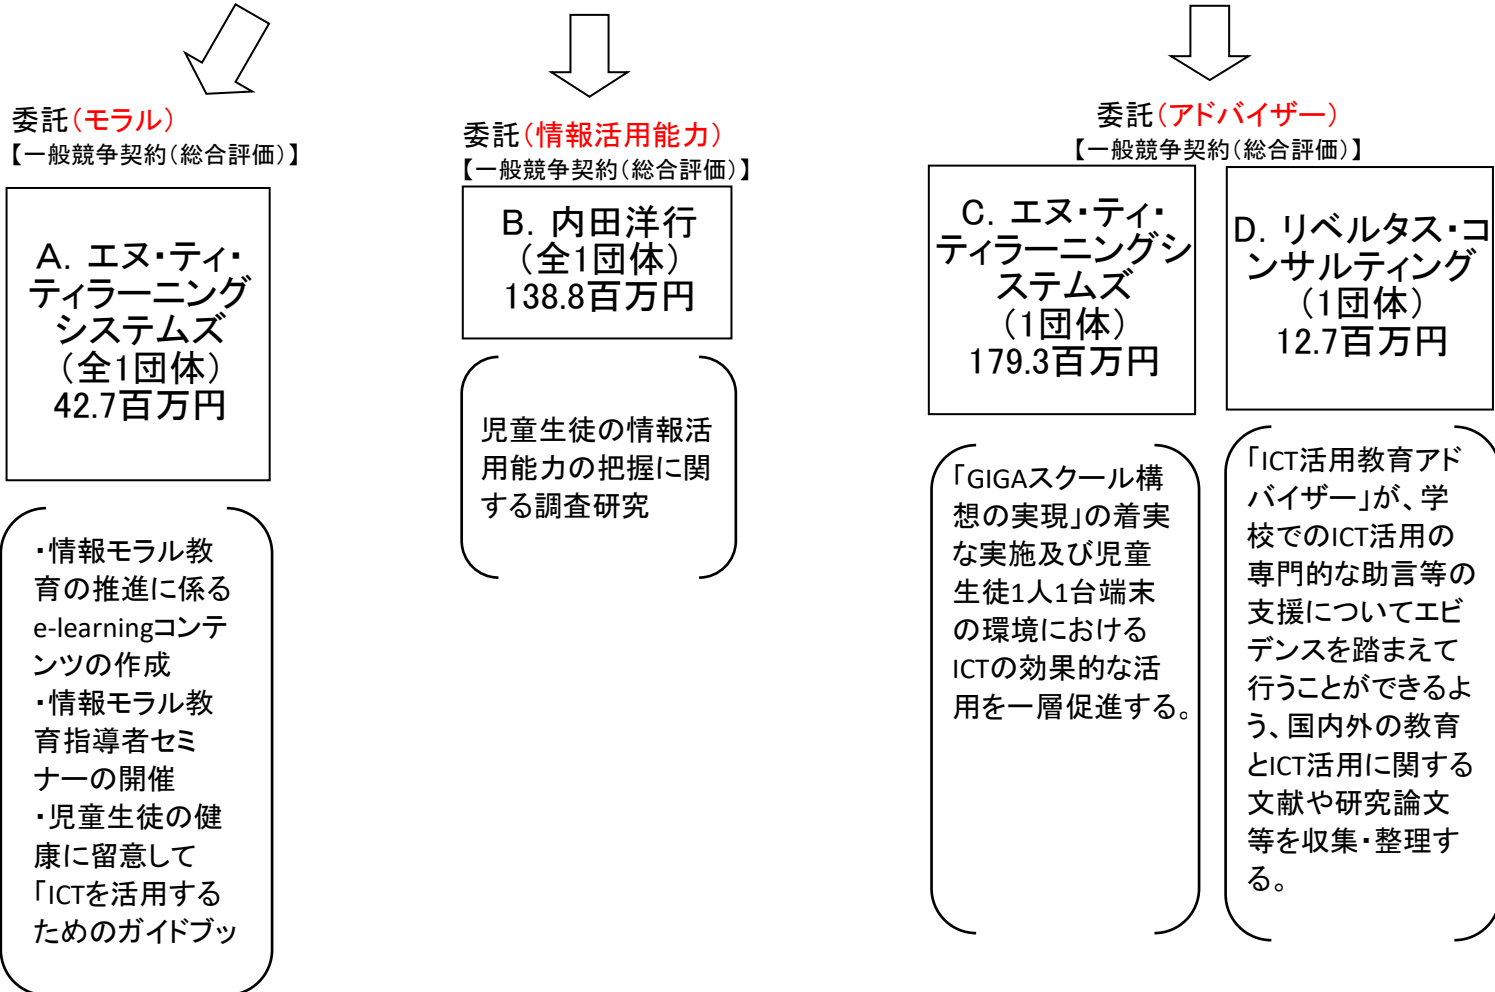 委託（モラル）
【一般競争契約（総合評価）】
A．エヌ・ティ・
ティラーニング
システムズ
（全1団体）
42.7百万円
・情報モラル教
育の推進に係る
e-learningコンテ
ンツの作成
・情報モラル教
育指導者セミ
ナーの開催
・児童生徒の健
康に留意して
「ICTを活用する
ためのガイドブッ
委託（情報活用能力）
【一般競争契約（総合評価）】
B．内田洋行
（全1団体）
138.8百万円
児童生徒の情報活
用能力の把握に関
する調査研究
委託（アドバイザー）
【一般競争契約（総合評価）】
C．エヌ・ティ・
ティラーニングシ
ステムズ
（1団体）
179.3百万円
「GIGAスクール構
想の実現」の着実
な実施及び児童
生徒1人1台端末
の環境における
ICTの効果的な活
用を一層促進する。
D．リベルタス・コ
ンサルティング
（1団体）
12.7百万円
「ICT活用教育アド
バイザー」が、学
校でのICT活用の
専門的な助言等の
支援についてエビ
デンスを踏まえて
行うことができるよ
う、国内外の教育
とICT活用に関する
文献や研究論文
等を収集・整理す
る。